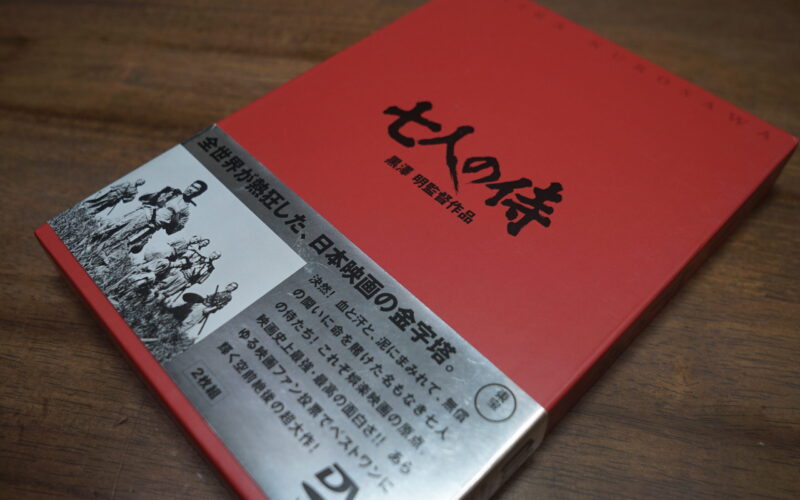 AKIRA KUROSAWA
七人の侍
黒澤 明監督作品
全世界が熱狂した、日本映画の金字塔。
決然！血と汗と、泥にまみれて、無償
の闘いに命を賭けた名もなき七人
の侍たち！これぞ娯楽映画の原点。
映画史上最強・最高の面白さ!! あら
ゆる映画ファン投票でベストワンに
輝く空前絶後の超大作！
2枚組
東宝